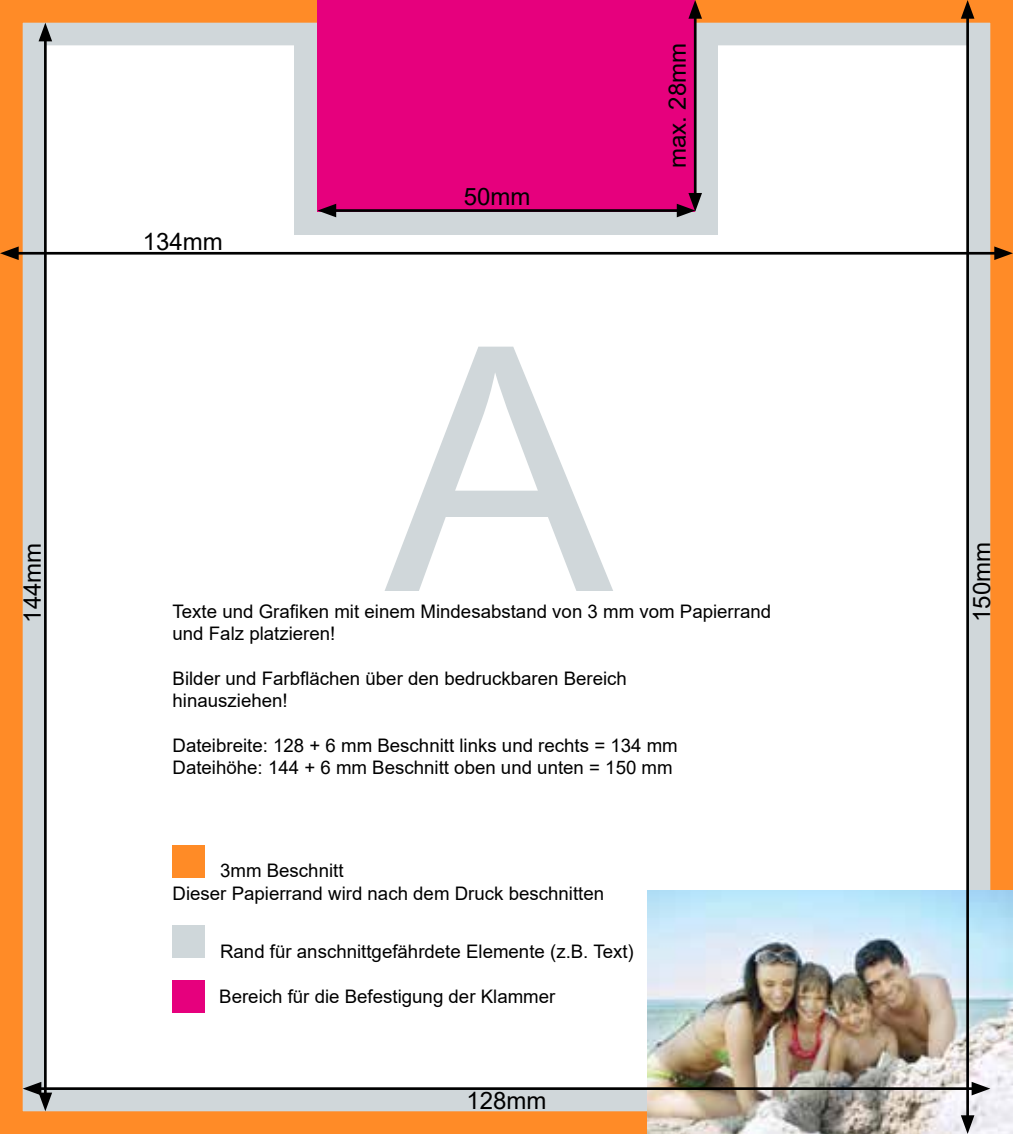 max. 28mm
50mm
134mm
A
144mm
150mm
Texte und Grafiken mit einem Mindesabstand von 3 mm vom Papierrand
und Falz platzieren!
Bilder und Farbflächen über den bedruckbaren Bereich
hinausziehen!
Dateibreite: 128 + 6 mm Beschnitt links und rechts = 134 mm
Dateihöhe: 144 + 6 mm Beschnitt oben und unten = 150 mm
3mm Beschnitt
Dieser Papierrand wird nach dem Druck beschnitten
Rand für anschnittgefährdete Elemente (z.B. Text)
Bereich für die Befestigung der Klammer
128mm